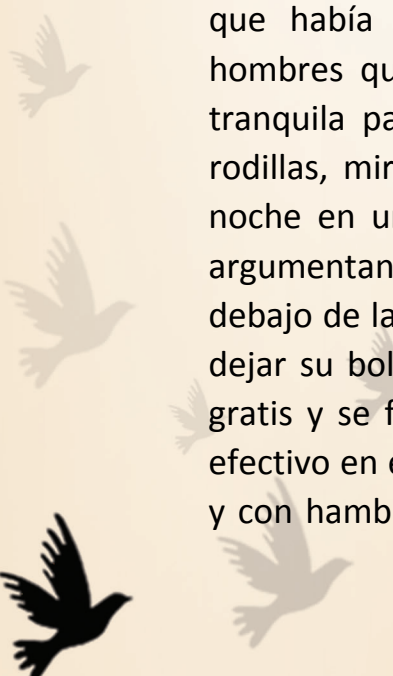 que había
hombres qu
tranquila pa
rodillas, mir
noche en u
argumentan
debajo de la
dejar su bol
gratis y se f
efectivo en e
y con hamb